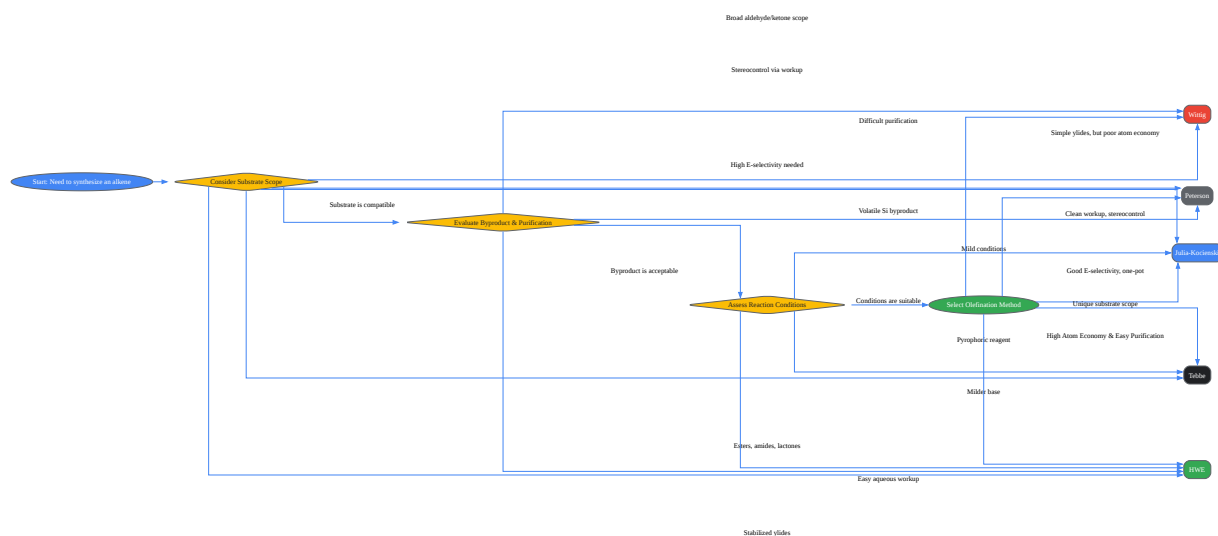 Broad aldehyde/ketone scope
Stereocontrol via workup
Wittig
Difficult purification
Simple ylides, but poor atom economy
High E-selectivity needed
Start: Need to synthesize an alkene
Consider Substrate Scope
Peterson
Substrate is compatible
Volatile Si byproduct
Clean workup, stereocontrol
Evaluate Byproduct & Purification
Mild conditions
Julia-Kocienski
Byproduct is acceptable
Good E-selectivity, one-pot
Assess Reaction Conditions
Conditions are suitable
Select Olefination Method
Unique substrate scope
Pyrophoric reagent
High Atom Economy & Easy Purification
Tebbe
Milder base
Esters, amides, lactones
HWE
Easy aqueous workup
Stabilized ylides